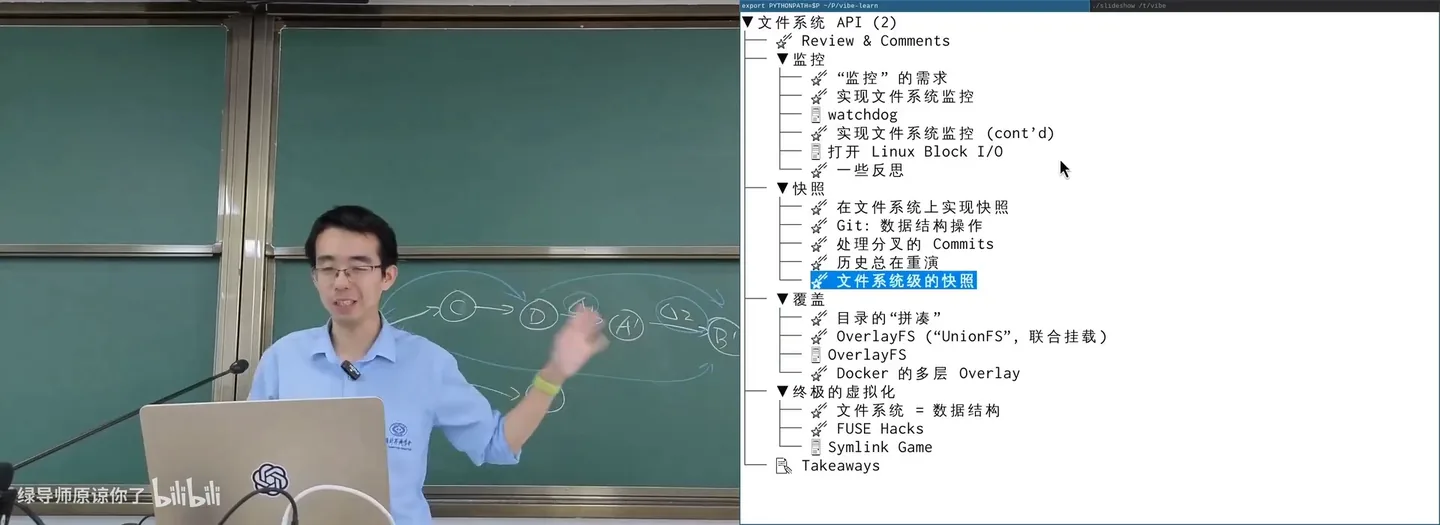 export PYTHONPATH=$P ~/P/vibe-learn
./slideshow /t/vibe
▼文件系统 API (2)
Review & Comments
▼监控
“监控” 的需求
实现文件系统监控
watchdog
实现文件系统监控 (cont’d)
打开 Linux Block I/O
一些反思
▼快照
在文件系统上实现快照
Git: 数据结构操作
处理分叉的 Commits
历史总在重演
文件系统级的快照
▼覆盖
目录的“拼凑”
OverlayFS (“UnionFS”, 联合挂载)
OverlayFS
Docker 的多层 Overlay
▼终极的虚拟化
文件系统 = 数据结构
FUSE Hacks
Symlink Game
Takeaways
C
D
A'
B'
绿导师原谅你了 bilibili